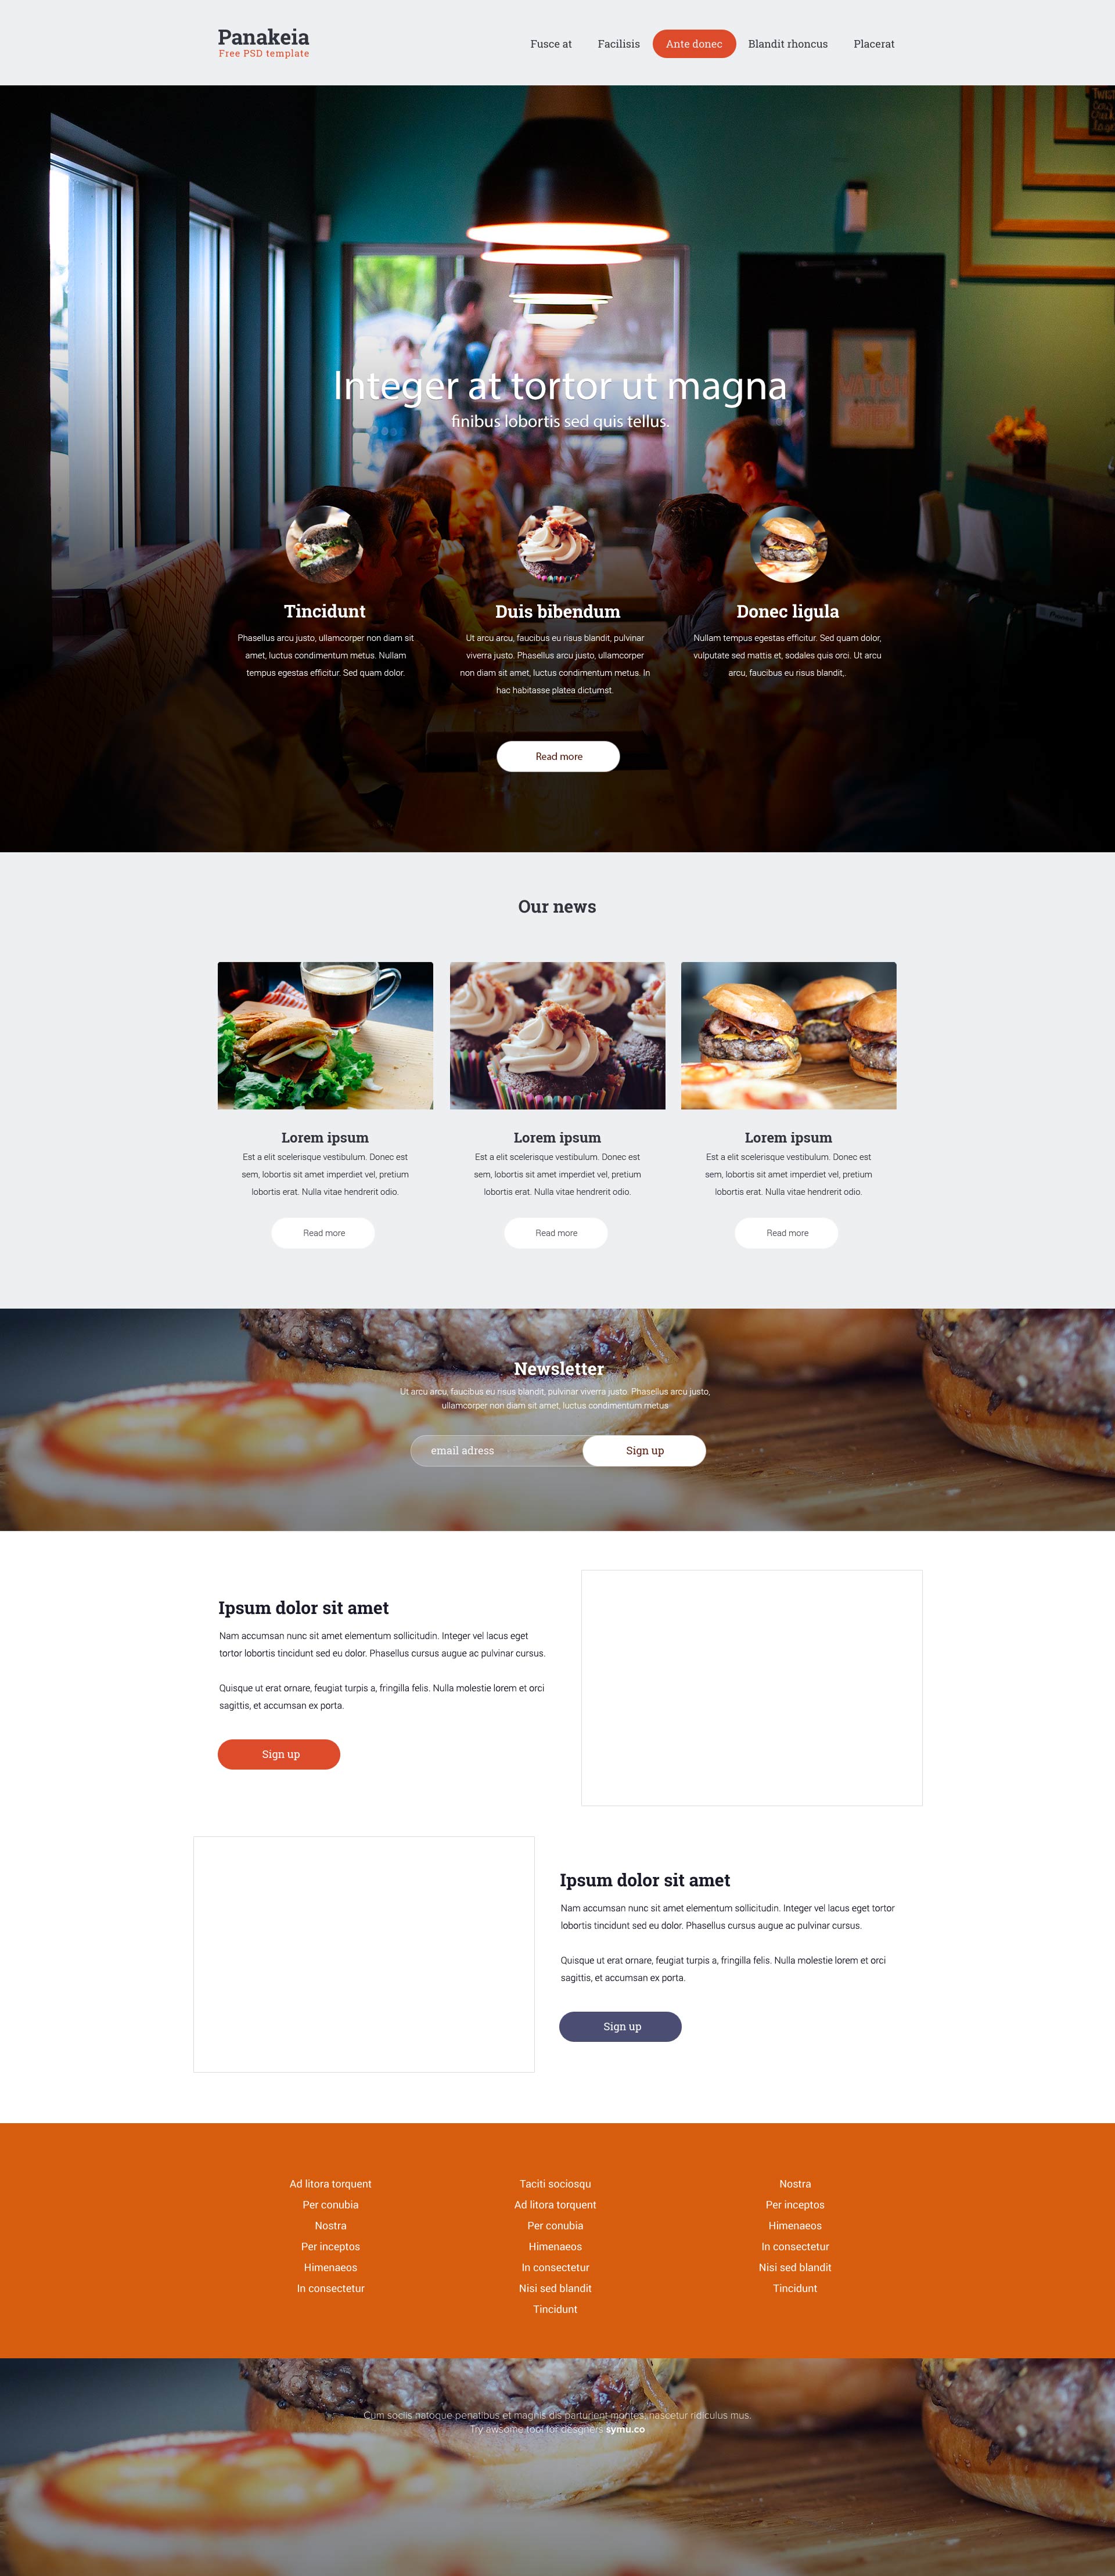 Panakeia
Free PSD template
Fusce at
Facilisis
Ante donec
Blandit rhoncus
Placerat
Integer at tortor ut magna
finibus lobortis sed quis tellus.
Tincidunt
Phasellus arcu justo, ullamcorper non diam sit
amet, luctus condimentum metus. Nullam
tempus egestas efficitur. Sed quam dolor.
Duis bibendum
Ut arcu arcu, faucibus eu risus blandit, pulvinar
viverra justo. Phasellus arcu justo, ullamcorper
non diam sit amet, luctus condimentum metus. In
hac habitasse platea dictumst.
Donec ligula
Nullam tempus egestas efficitur. Sed quam dolor,
vulputate sed mattis et, sodales quis orci. Ut arcu
arcu, faucibus eu risus blandit,.
Read more
Our news
Lorem ipsum
Est a elit scelerisque vestibulum. Donec est
sem, lobortis sit amet imperdiet vel, pretium
lobortis erat. Nulla vitae hendrerit odio.
Read more
Lorem ipsum
Est a elit scelerisque vestibulum. Donec est
sem, lobortis sit amet imperdiet vel, pretium
lobortis erat. Nulla vitae hendrerit odio.
Read more
Lorem ipsum
Est a elit scelerisque vestibulum. Donec est
sem, lobortis sit amet imperdiet vel, pretium
lobortis erat. Nulla vitae hendrerit odio.
Read more
Newsletter
Ut arcu arcu, faucibus eu risus blandit, pulvinar viverra justo. Phasellus arcu justo,
ullamcorper non diam sit amet, luctus condimentum metus
email adress
Sign up
Ipsum dolor sit amet
Nam accumsan nunc sit amet elementum sollicitudin. Integer vel lacus eget
tortor lobortis tincidunt sed eu dolor. Phasellus cursus augue ac pulvinar cursus.
Quisque ut erat ornare, feugiat turpis a, fringilla felis. Nulla molestie lorem et orci
sagittis, et accumsan ex porta.
Sign up
Ipsum dolor sit amet
Nam accumsan nunc sit amet elementum sollicitudin. Integer vel lacus eget tortor
lobortis tincidunt sed eu dolor. Phasellus cursus augue ac pulvinar cursus.
Quisque ut erat ornare, feugiat turpis a, fringilla felis. Nulla molestie lorem et orci
sagittis, et accumsan ex porta.
Sign up
Ad litora torquent
Per conubia
Nostra
Per inceptos
Himenaeos
In consectetur
Taciti sociosqu
Ad litora torquent
Per conubia
Himenaeos
In consectetur
Nisi sed blandit
Tincidunt
Nostra
Per inceptos
Himenaeos
In consectetur
Nisi sed blandit
Tincidunt
Cum sociis natoque penatibus et magnis dis parturient montes, nascetur ridiculus mus.
Try awsome tool for desgners symu.co